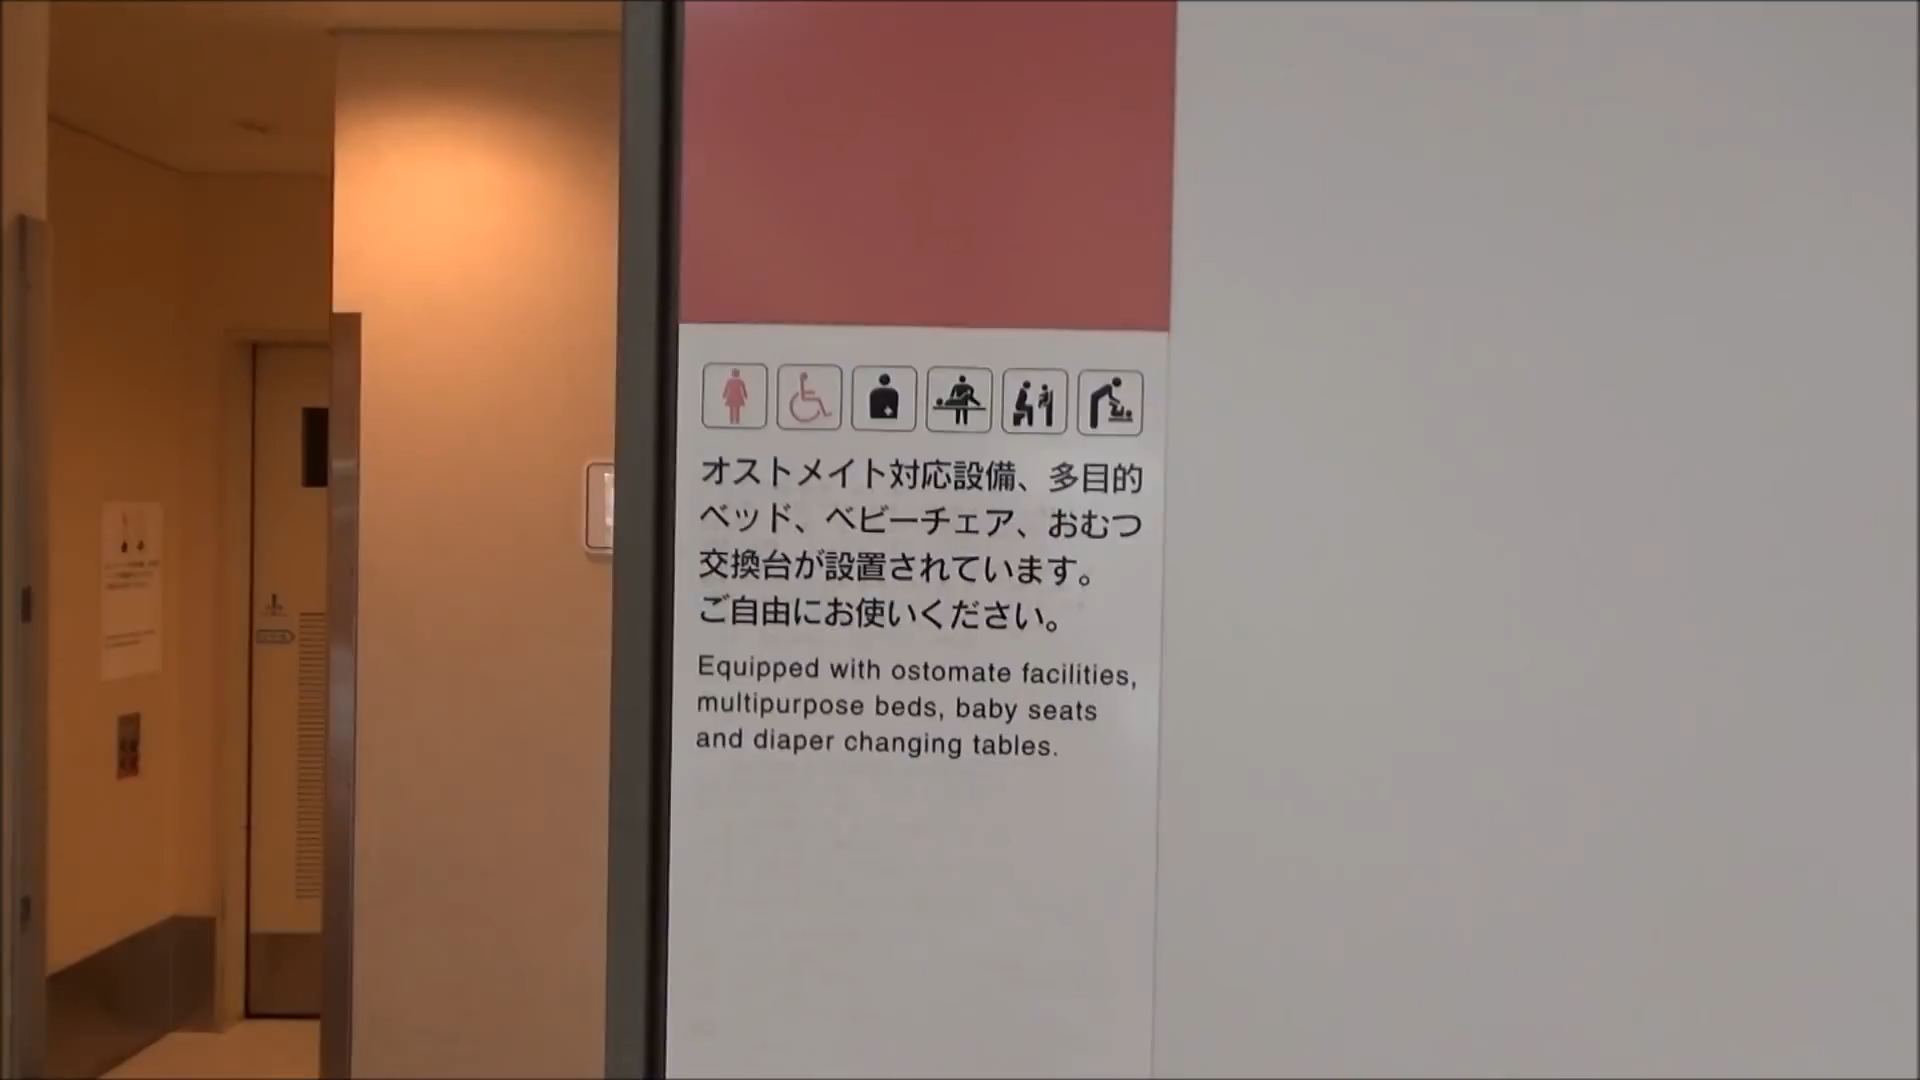 オストメイト対応設備、多目的
ベッド、ベビーチェア、おむつ
交換台が設置されています。
ご自由にお使いください。
Equipped with ostomate facilities,
multipurpose beds, baby seats
and diaper changing tables.